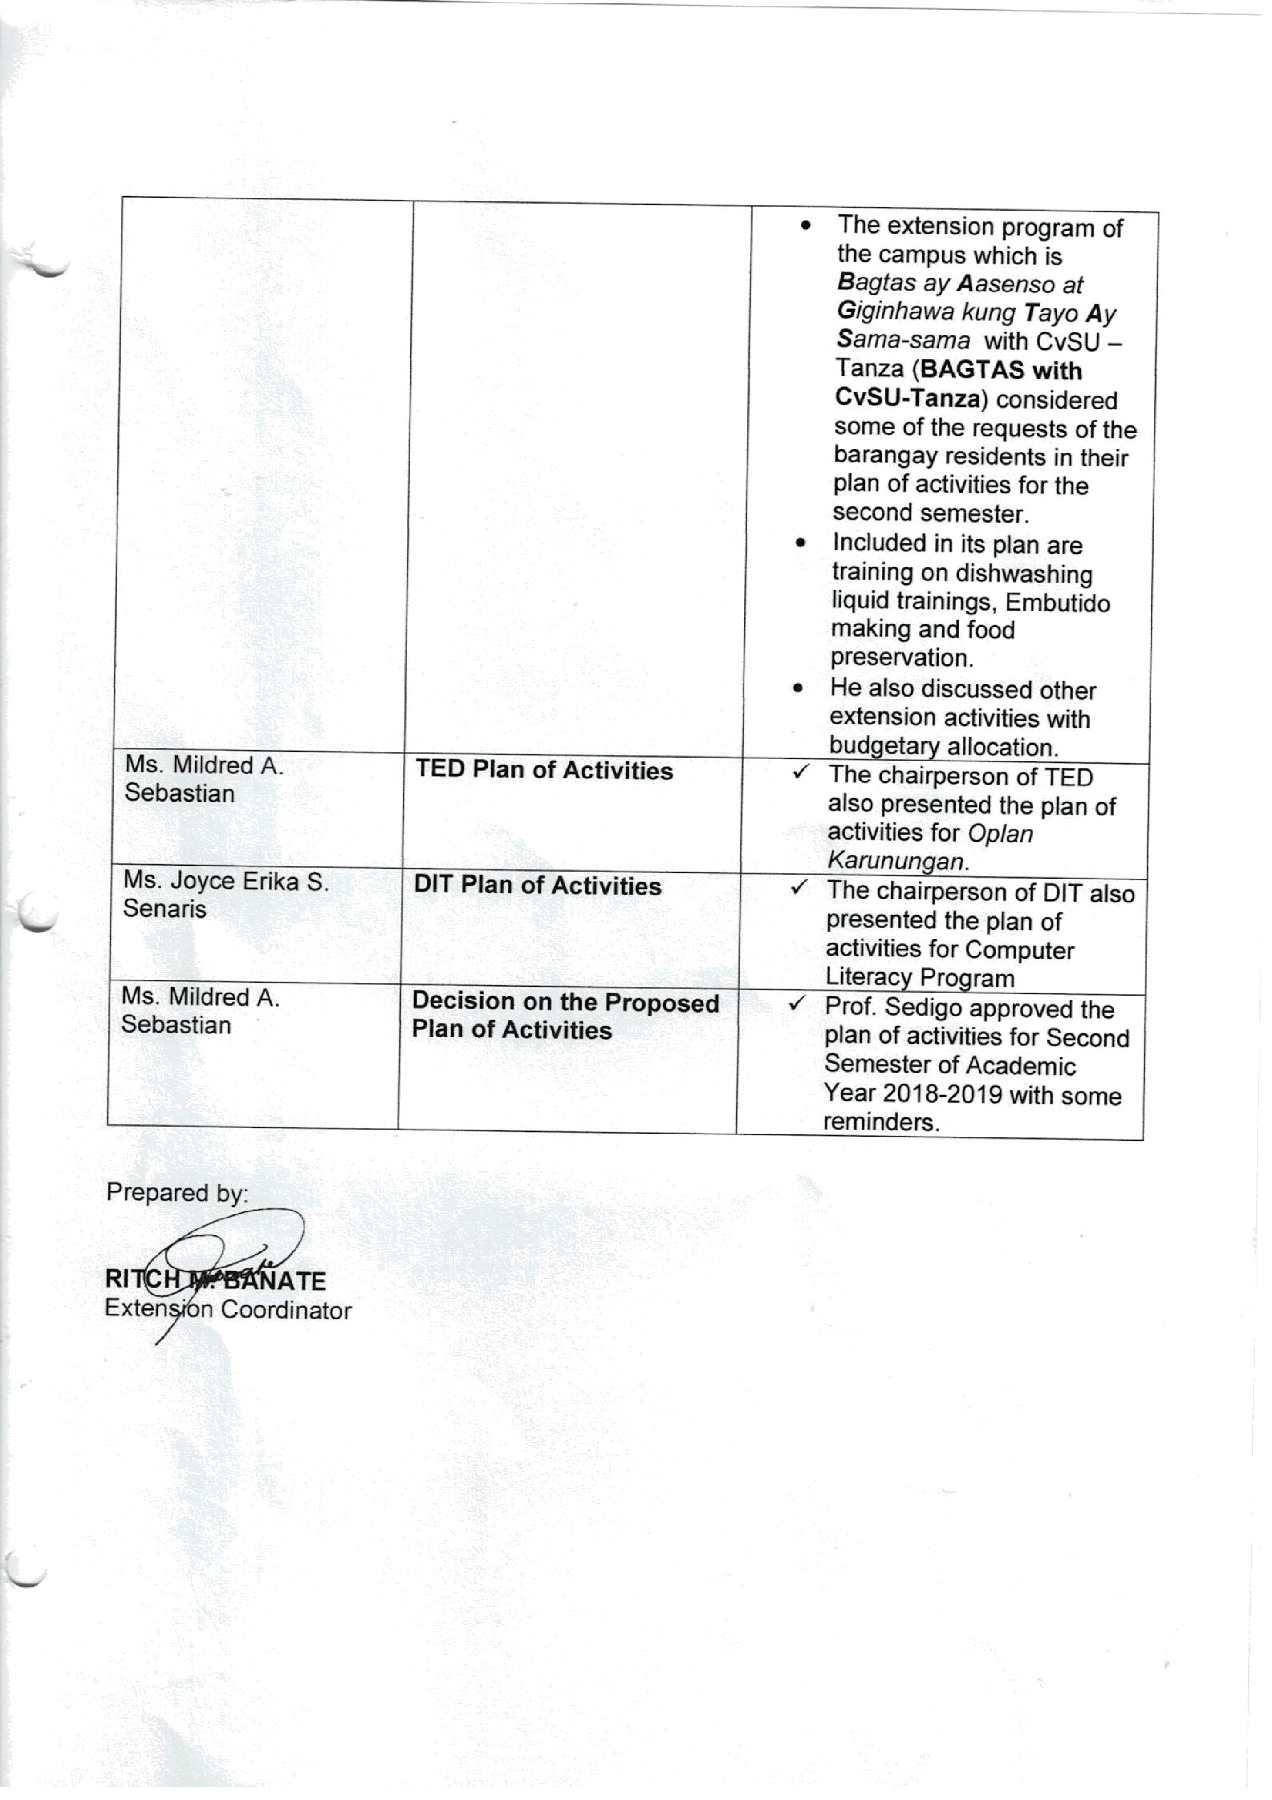 • The extension program of
the campus which is
Bagtas ay Aasenso at
Giginhawa kung Tayo Ay
Sama-sama with CvSU –
Tanza (BAGTAS with
CvSU-Tanza) considered
some of the requests of the
barangay residents in their
plan of activities for the
second semester.
• Included in its plan are
training on dishwashing
liquid trainings, Embutido
making and food
preservation.
• He also discussed other
extension activities with
budgetary allocation.
Ms. Mildred A.
Sebastian
TED Plan of Activities
✓ The chairperson of TED
also presented the plan of
activities for Oplan
Karunungan.
Ms. Joyce Erika S.
Senaris
DIT Plan of Activities
✓ The chairperson of DIT also
presented the plan of
activities for Computer
Literacy Program
Ms. Mildred A.
Sebastian
Decision on the Proposed
Plan of Activities
✓ Prof. Sedigo approved the
plan of activities for Second
Semester of Academic
Year 2018-2019 with some
reminders.
Prepared by:
RITCH M. BANATE
Extension Coordinator